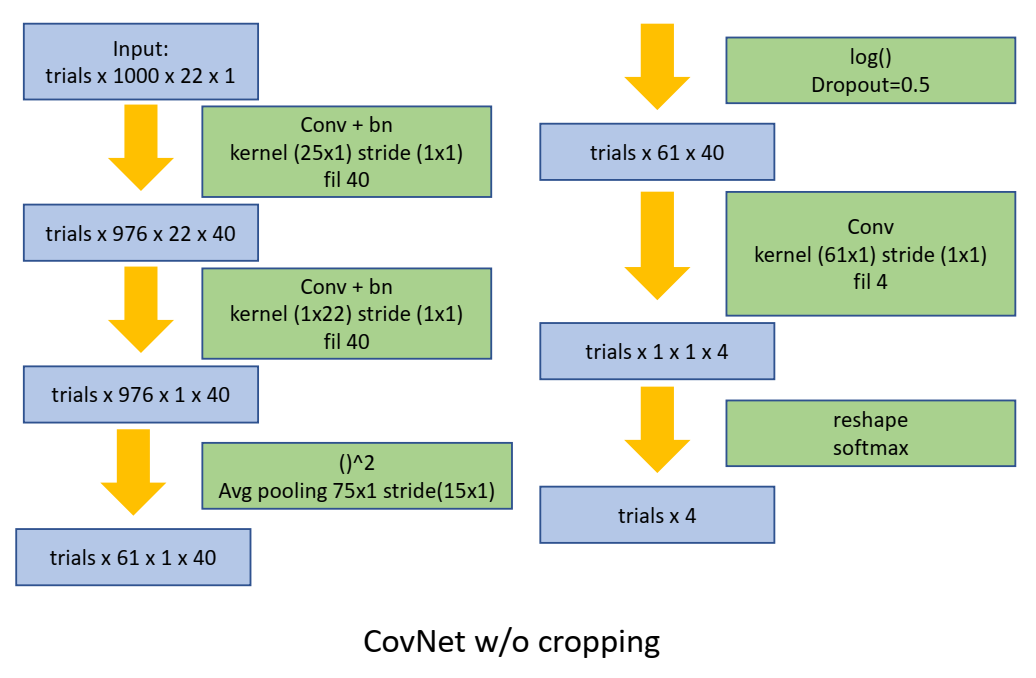 Input:
trials x 1000 x 22 x 1
Conv + bn
kernel (25x1) stride (1x1)
fil 40
trials x 976 x 22 x 40
Conv + bn
kernel (1x22) stride (1x1)
fil 40
trials x 976 x 1 x 40
()^2
Avg pooling 75x1 stride(15x1)
trials x 61 x 1 x 40
log()
Dropout=0.5
trials x 61 x 40
Conv
kernel (61x1) stride (1x1)
fil 4
trials x 1 x 1 x 4
reshape
softmax
trials x 4
CovNet w/o cropping